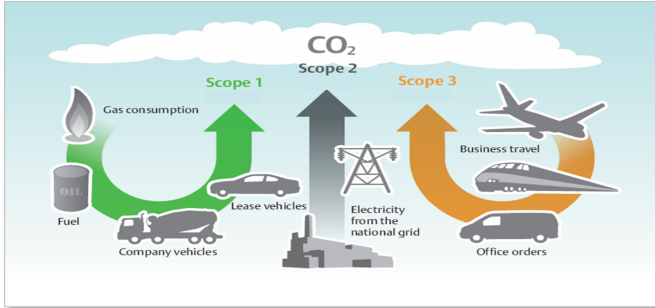 CO₂
Scope 2
Scope 1
Scope 3
Gas consumption
OIL
Fuel
Company vehicles
Lease vehicles
Electricity
from the
national grid
Business travel
Office orders